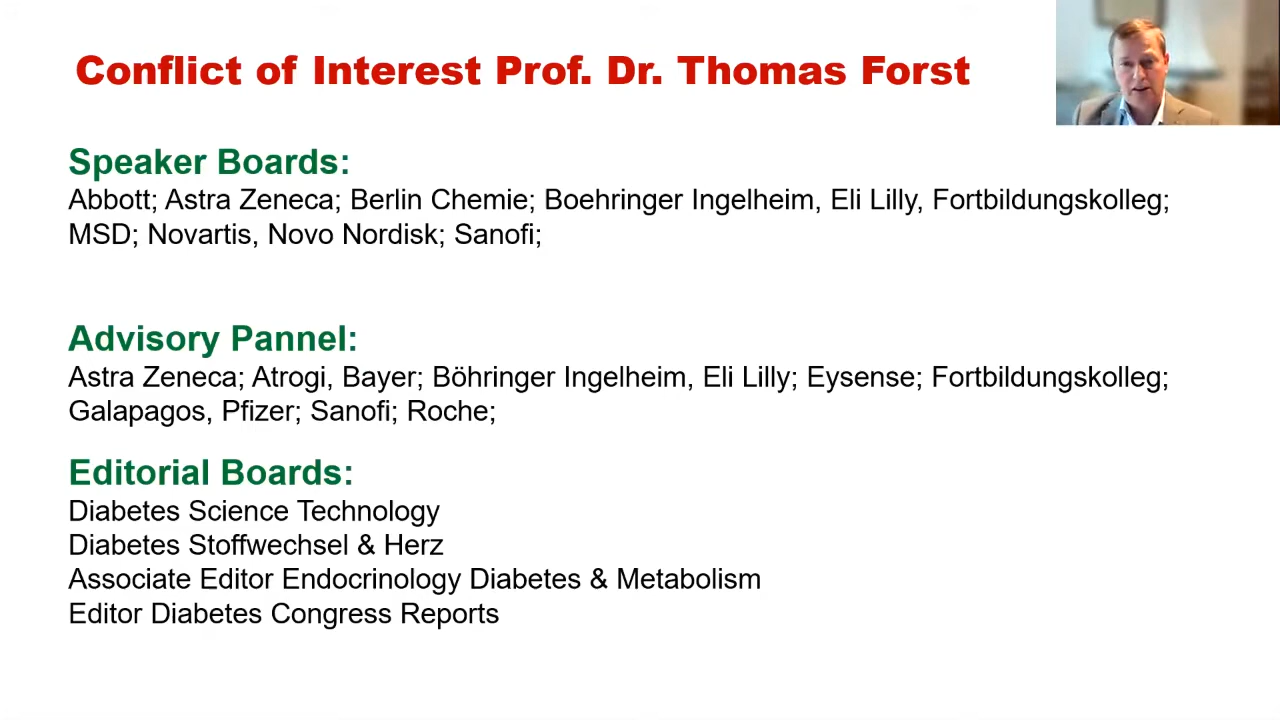 Conflict of Interest Prof. Dr. Thomas Forst
Speaker Boards:
Abbott; Astra Zeneca; Berlin Chemie; Boehringer Ingelheim, Eli Lilly, Fortbildungskolleg;
MSD; Novartis, Novo Nordisk; Sanofi;
Advisory Pannel:
Astra Zeneca; Atrogi, Bayer; Böhringer Ingelheim, Eli Lilly; Eysense; Fortbildungskolleg;
Galapagos, Pfizer; Sanofi; Roche;
Editorial Boards:
Diabetes Science Technology
Diabetes Stoffwechsel & Herz
Associate Editor Endocrinology Diabetes & Metabolism
Editor Diabetes Congress Reports